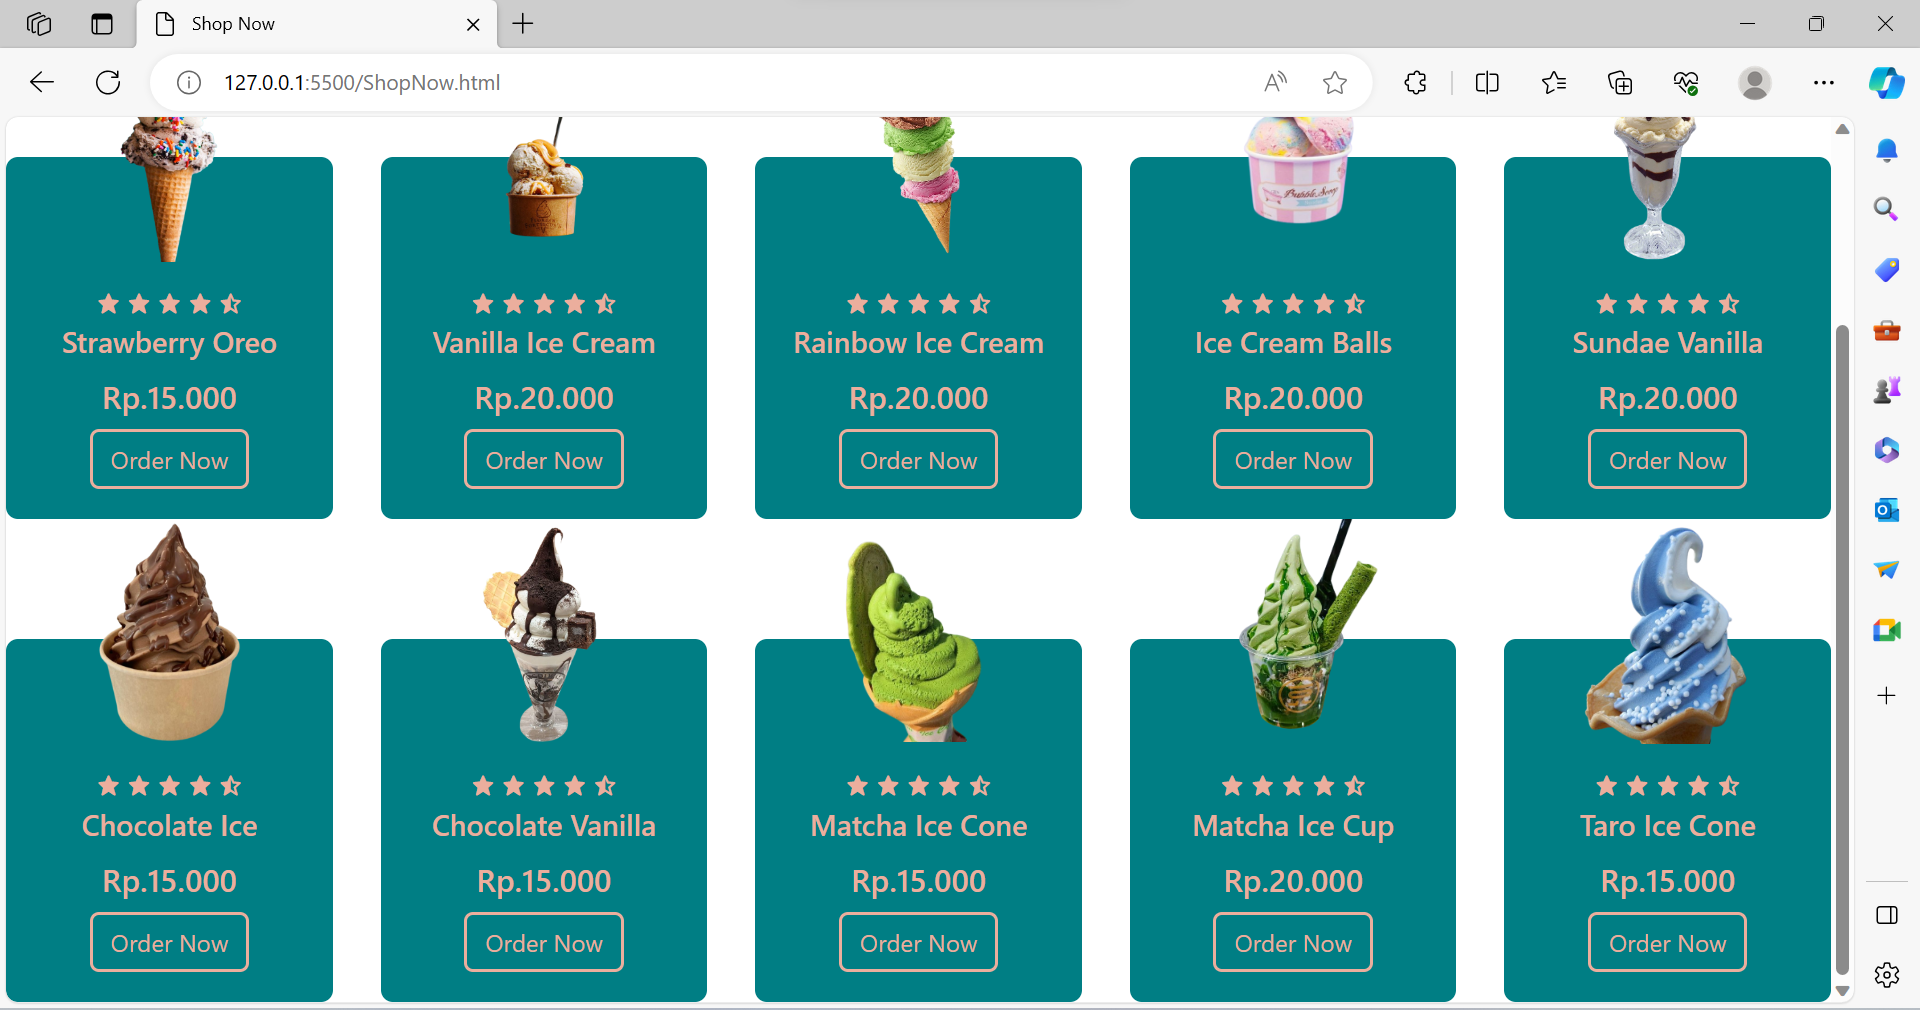 Shop Now
127.0.0.1:5500/ShopNow.html
Bubble Scoop
Strawberry Oreo
Vanilla Ice Cream
Rainbow Ice Cream
Ice Cream Balls
Sundae Vanilla
Rp.15.000
Rp.20.000
Rp.20.000
Rp.20.000
Rp.20.000
Order Now
Order Now
Order Now
Order Now
Order Now
Chocolate Ice
Chocolate Vanilla
Matcha Ice Cone
Matcha Ice Cup
Taro Ice Cone
Rp.15.000
Rp.15.000
Rp.15.000
Rp.20.000
Rp.15.000
Order Now
Order Now
Order Now
Order Now
Order Now